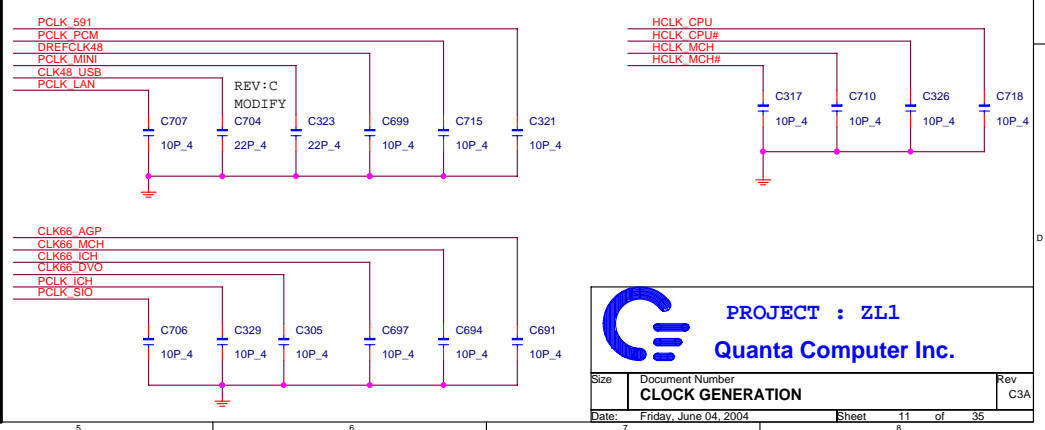 PCLK_591
PCLK_PCM
DREFCLK48
PCLK_MINI
CLK48_USB
PCLK_LAN
REV:C
MODIFY
C707
10P_4
C704
22P_4
C323
22P_4
C699
10P_4
C715
10P_4
C321
10P_4
HCLK_CPU
HCLK_CPU#
HCLK_MCH
HCLK_MCH#
C317
10P_4
C710
10P_4
C326
10P_4
C718
10P_4
CLK66_AGP
CLK66_MCH
CLK66_ICH
CLK66_DVO
PCLK_ICH
PCLK_SIO
C706
10P_4
C329
10P_4
C305
10P_4
C697
10P_4
C694
10P_4
C691
10P_4
D
PROJECT : ZL1
Quanta Computer Inc.
Size Document Number Rev
CLOCK GENERATION C3A
Date: Friday, June 04, 2004 Sheet 11 of 35
5 6 7 8